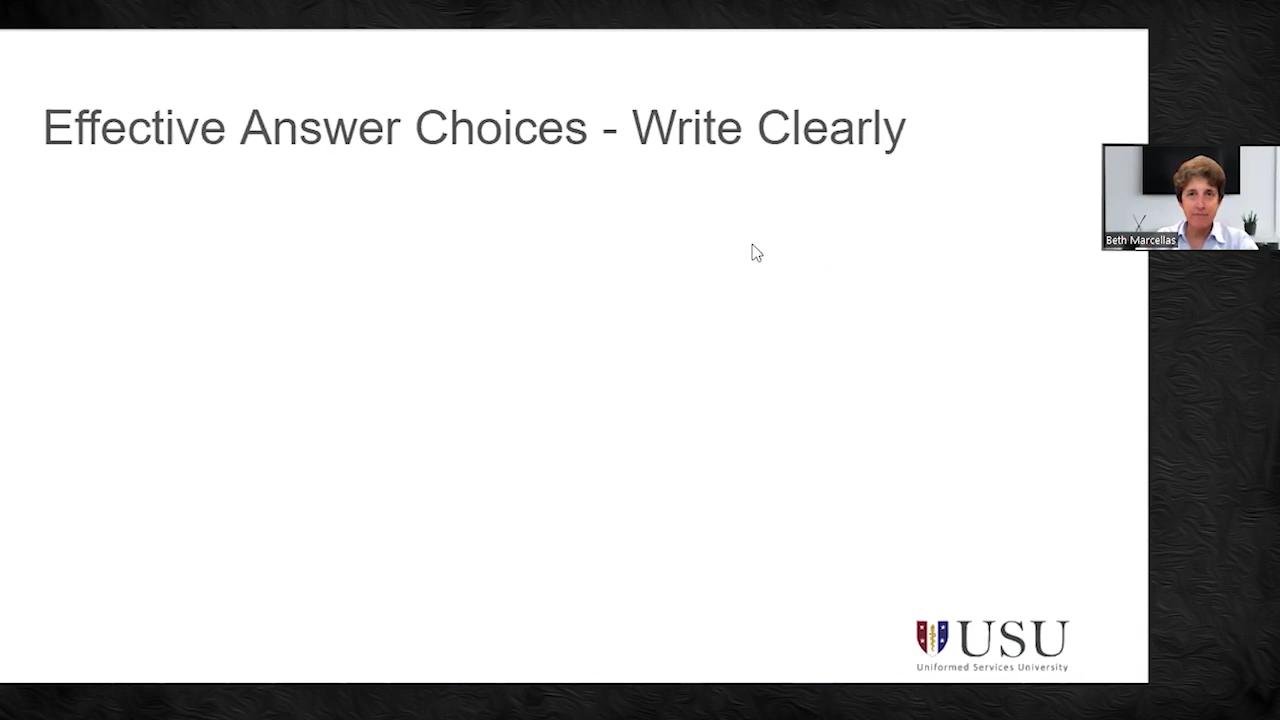 Effective Answer Choices - Write Clearly
Beth Marcellas
USU
Uniformed Services University